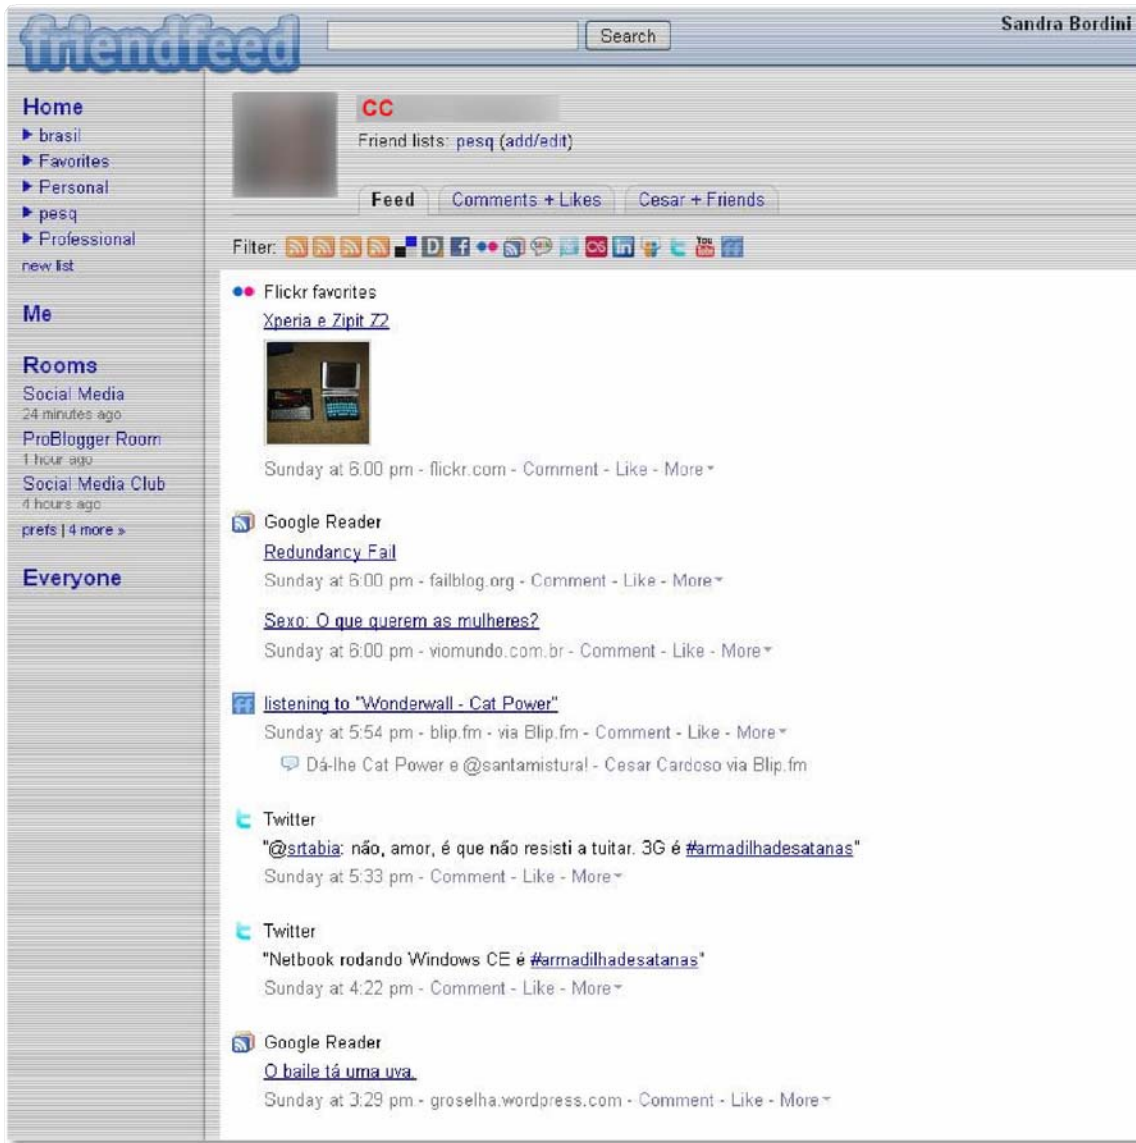 friendfeed
Search
Sandra Bordini
Home
brasil
Favorites
Personal
pesq
Professional
new list
Me
Rooms
Social Media
24 minutes ago
ProBlogger Room
1 hour ago
Social Media Club
4 hours ago
prefs | 4 more »
Everyone
CC
Friend lists: pesq (add/edit)
Feed Comments + Likes Cesar + Friends
Filter:
Flickr favorites
Xperia e Zipit Z2
Sunday at 6:00 pm - flickr.com - Comment - Like - More
Google Reader
Redundancy Fail
Sunday at 6:00 pm - failblog.org - Comment - Like - More
Sexo: O que querem as mulheres?
Sunday at 6:00 pm - viomundo.com.br - Comment - Like - More
listening to "Wonderwall - Cat Power"
Sunday at 5:54 pm - blip.fm - via Blip.fm - Comment - Like - More
Dá-lhe Cat Power e @santamistura! - Cesar Cardoso via Blip.fm
Twitter
"@srtabia: não, amor, é que não resisti a tuitar. 3G é #armadilhadesatanas"
Sunday at 5:33 pm - Comment - Like - More
Twitter
"Netbook rodando Windows CE é #armadilhadesatanas"
Sunday at 4:22 pm - Comment - Like - More
Google Reader
O baile tá uma uva.
Sunday at 3:29 pm - groselha.wordpress.com - Comment - Like - More